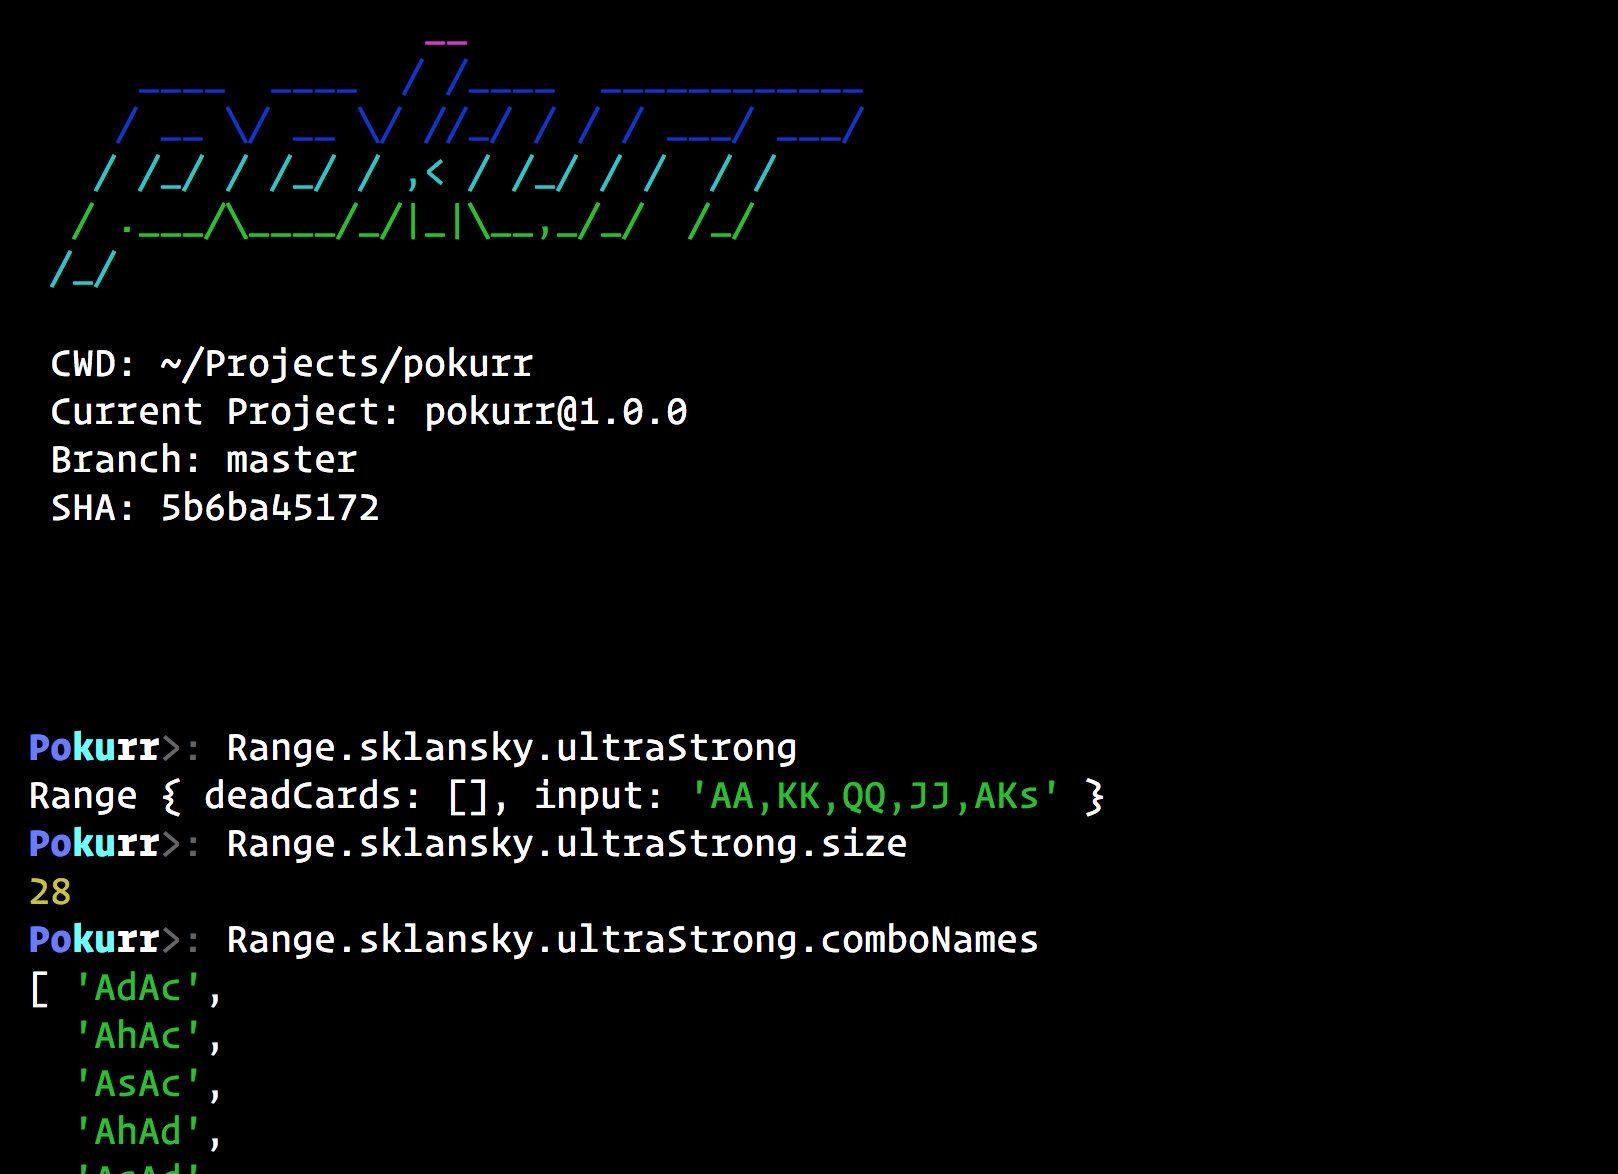 pokurr
CWD: ~/Projects/pokurr
Current Project: pokurr@1.0.0
Branch: master
SHA: 5b6ba45172
Pokurr>: Range.sklansky.ultraStrong
Range { deadCards: [], input: 'AA,KK,QQ,JJ,AKs' }
Pokurr>: Range.sklansky.ultraStrong.size
28
Pokurr>: Range.sklansky.ultraStrong.comboNames
[ 'AdAc',
'AhAc',
'AsAc',
'AhAd',